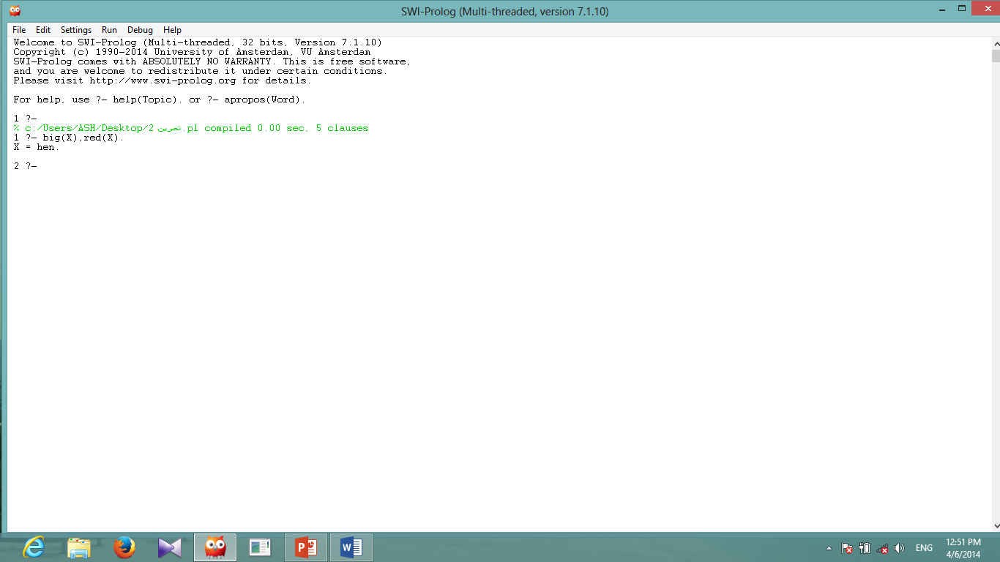 SWI-Prolog (Multi-threaded, version 7.1.10)
File Edit Settings Run Debug Help
Welcome to SWI-Prolog (Multi-threaded, 32 bits, Version 7.1.10)
Copyright (c) 1990-2014 University of Amsterdam, VU Amsterdam
SWI-Prolog comes with ABSOLUTELY NO WARRANTY. This is free software,
and you are welcome to redistribute it under certain conditions.
Please visit http://www.swi-prolog.org for details.
For help, use ?- help(Topic). or ?- apropos(Word).
1 ?-
% c:/Users/ASH/Desktop/2 تمرین.pl compiled 0.00 sec, 5 clauses
1 ?- big(X),red(X).
X = hen.
2 ?-
ENG
12:51 PM
4/6/2014